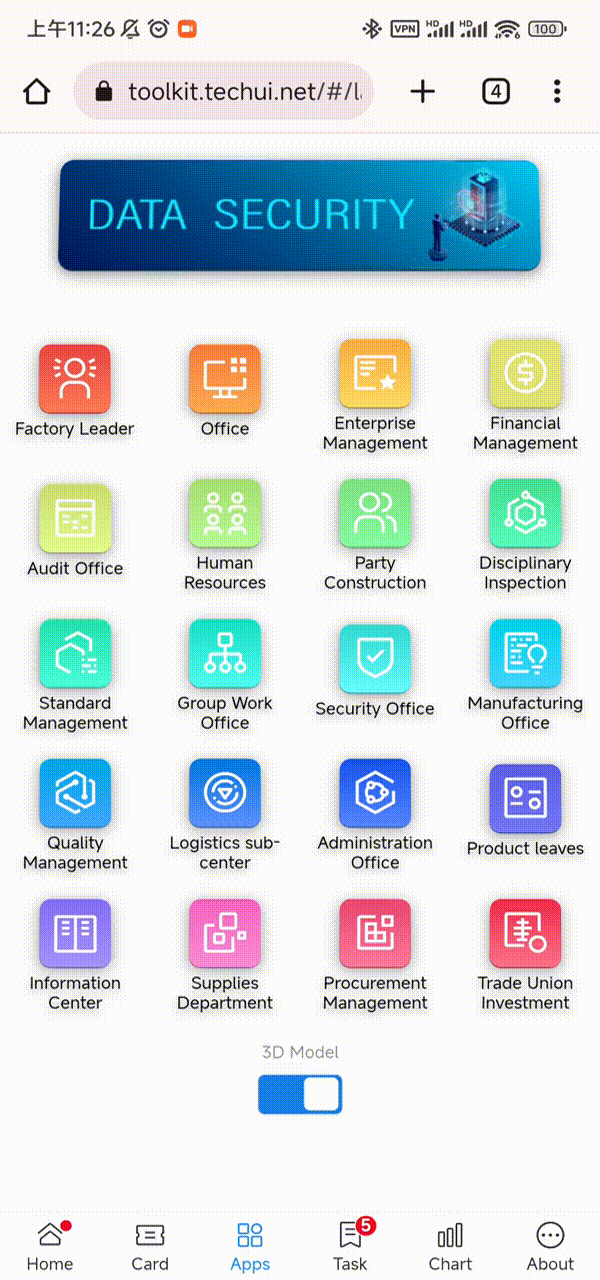 上午11:26
VPN HD HD 100
toolkit.techui.net/#/l
4
DATA SECURITY
Factory Leader
Office
Enterprise
Management
Financial
Management
Audit Office
Human
Resources
Party
Construction
Disciplinary
Inspection
Standard
Management
Group Work
Office
Security Office
Manufacturing
Office
Quality
Management
Logistics sub-
center
Administration
Office
Product leaves
Information
Center
Supplies
Department
Procurement
Management
Trade Union
Investment
3D Model
5
Home
Card
Apps
Task
Chart
About